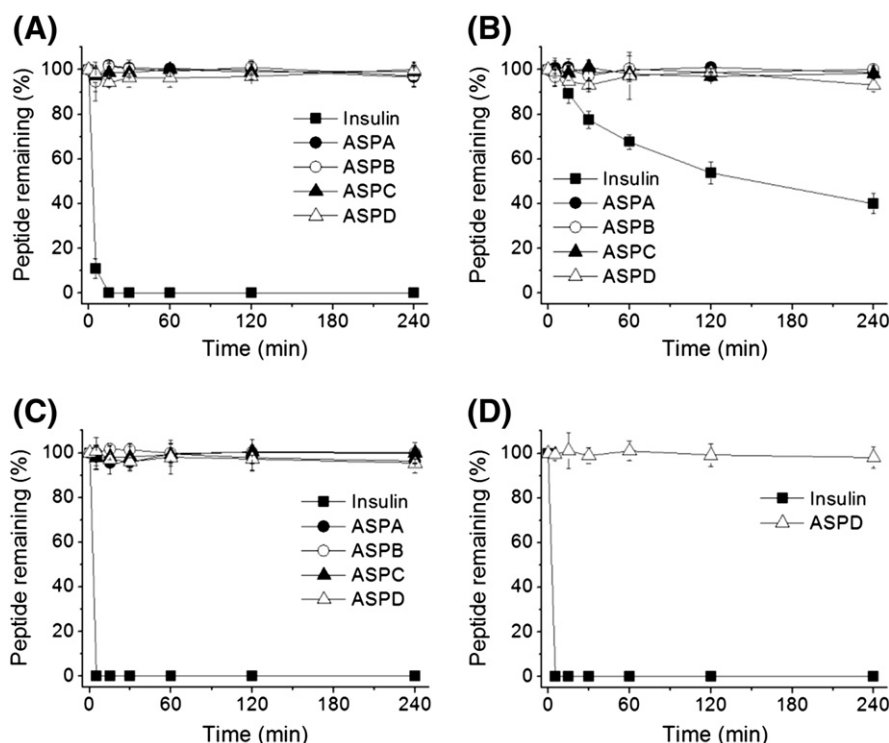 (A)
Peptide remaining (%)
100
80
60
40
20
0
Insulin
ASPA
ASPB
ASPC
ASPD
0 60 120 180 240
Time (min)
(B)
Peptide remaining (%)
100
80
60
40
20
0
Insulin
ASPA
ASPB
ASPC
ASPD
0 60 120 180 240
Time (min)
(C)
Peptide remaining (%)
100
80
60
40
20
0
Insulin
ASPA
ASPB
ASPC
ASPD
0 60 120 180 240
Time (min)
(D)
Peptide remaining (%)
100
80
60
40
20
0
Insulin
ASPD
0 60 120 180 240
Time (min)